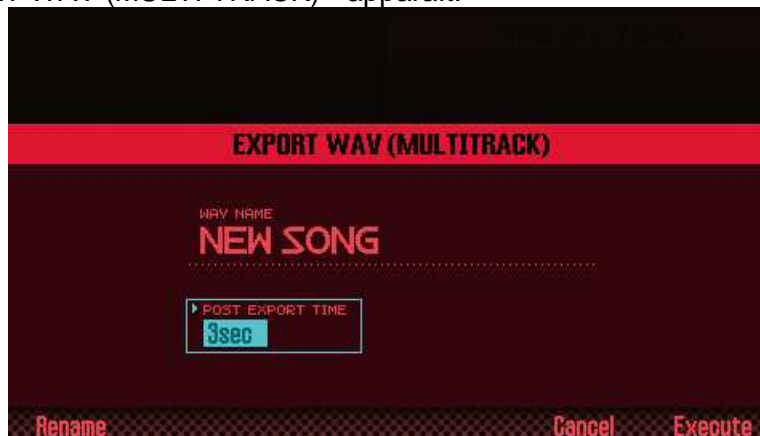 EXPORT WAV (MULTITRACK)
WAV NAME
NEW SONG
POST EXPORT TIME
3sec
Rename Cancel Execute